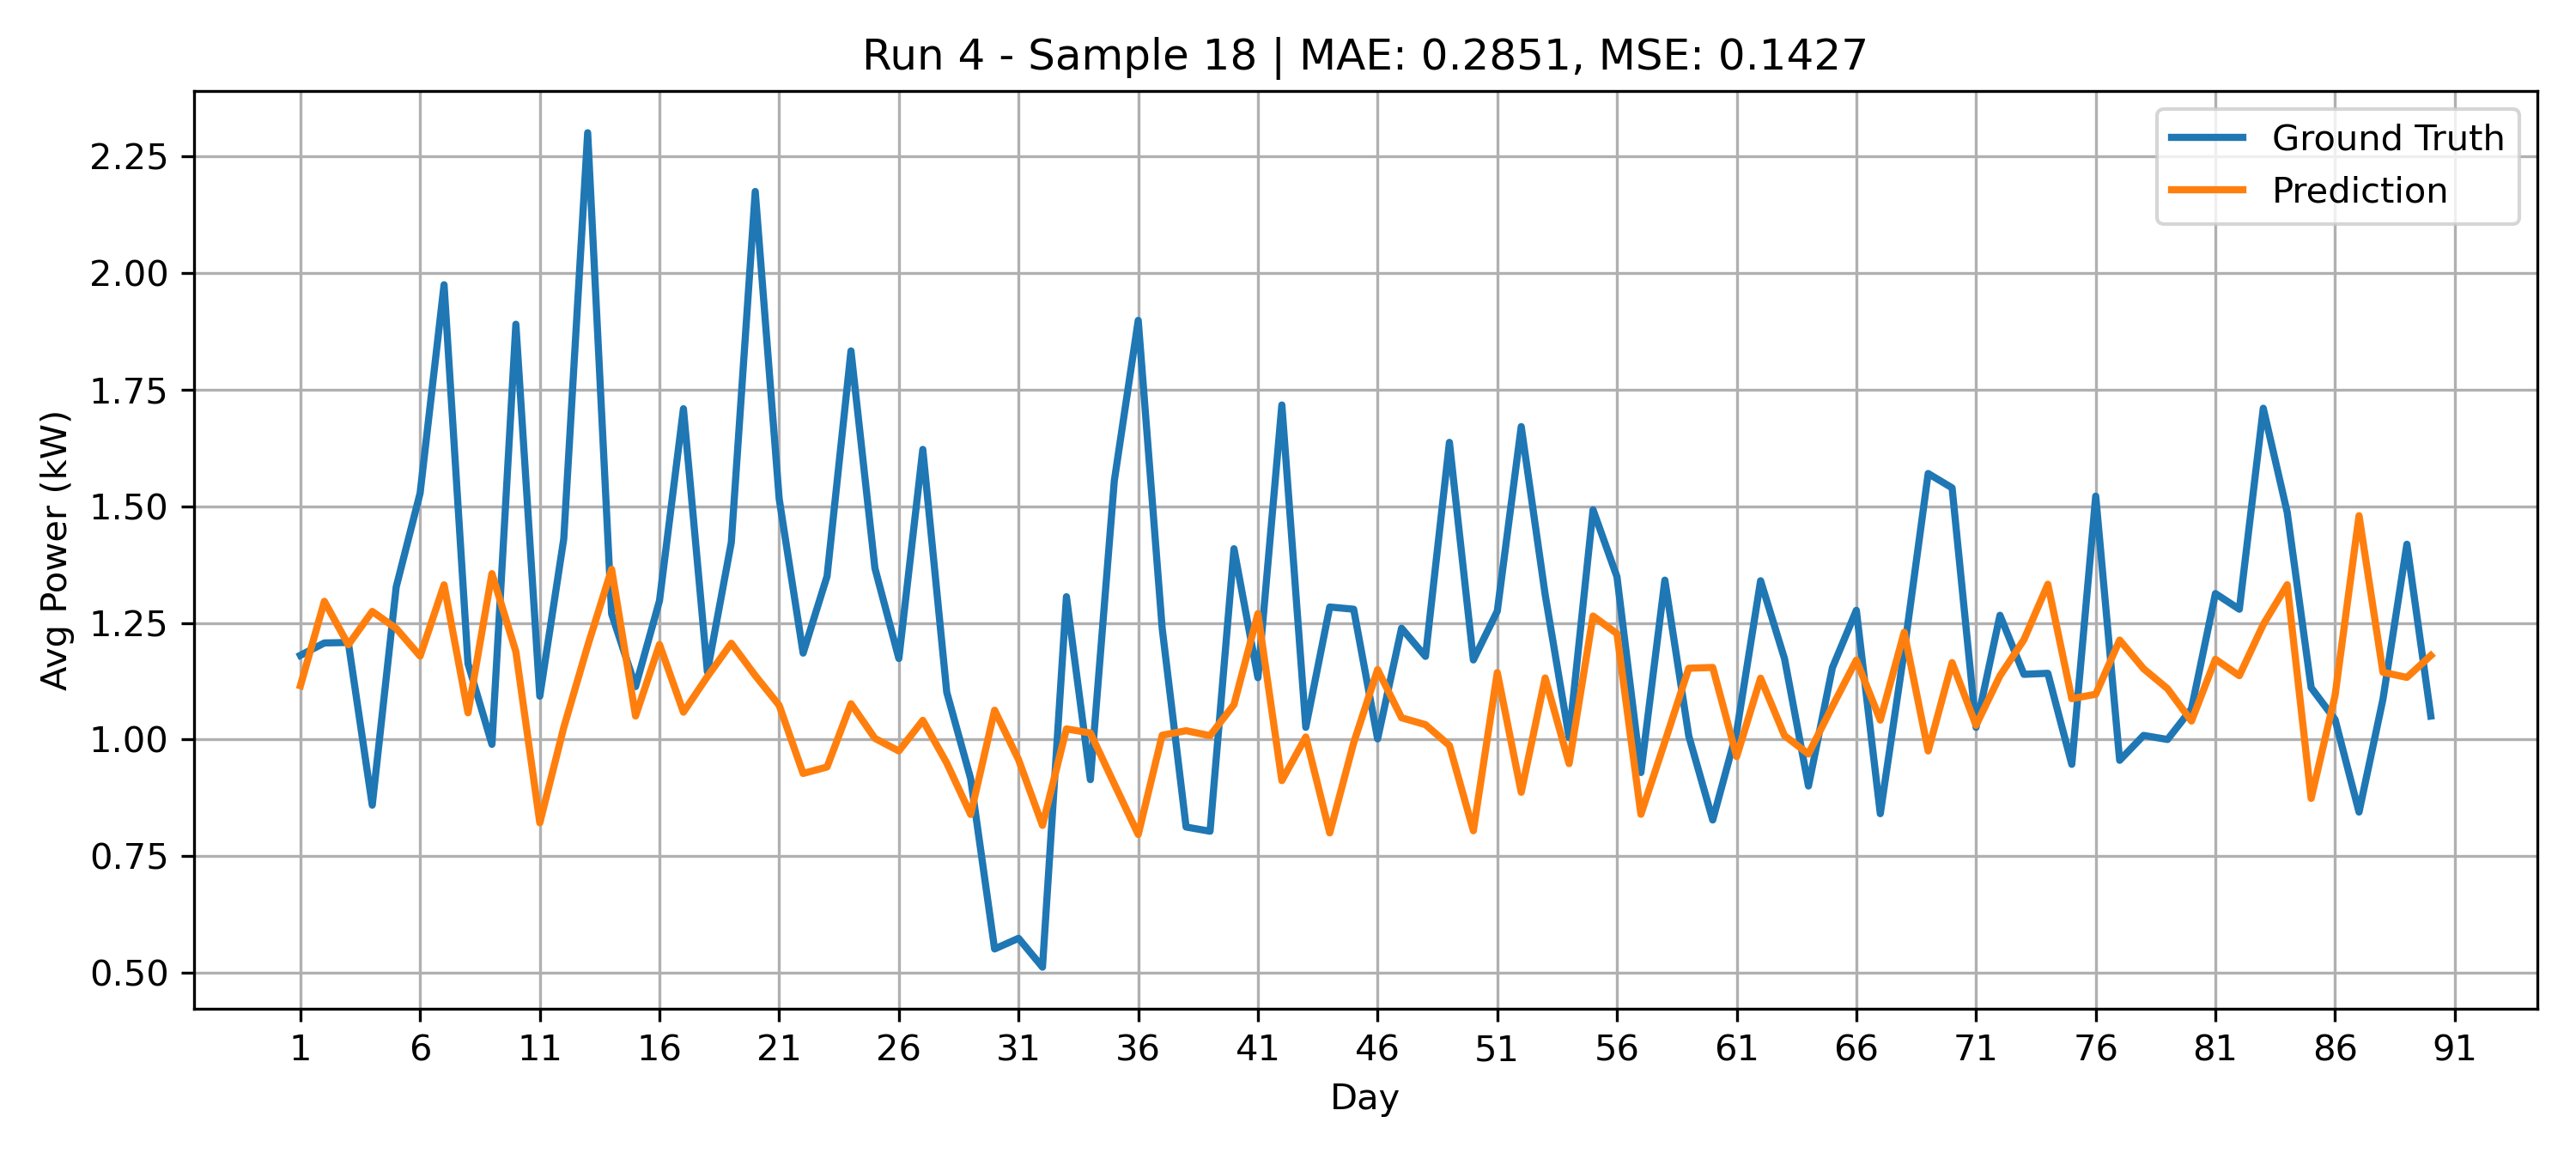 Run 4 - Sample 18 | MAE: 0.2851, MSE: 0.1427
Ground Truth
Prediction
Avg Power (kW)
2.25
2.00
1.75
1.50
1.25
1.00
0.75
0.50
1 6 11 16 21 26 31 36 41 46 51 56 61 66 71 76 81 86 91
Day